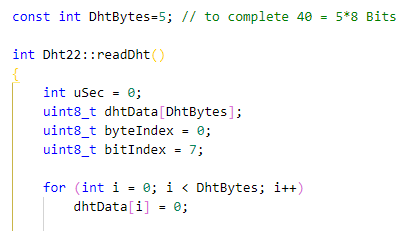 const int DhtBytes=5; // to complete 40 = 5*8 Bits
int Dht22::readDht()
{
int uSec = 0;
uint8_t dhtData[DhtBytes];
uint8_t byteIndex = 0;
uint8_t bitIndex = 7;
for (int i = 0; i < DhtBytes; i++)
dhtData[i] = 0;